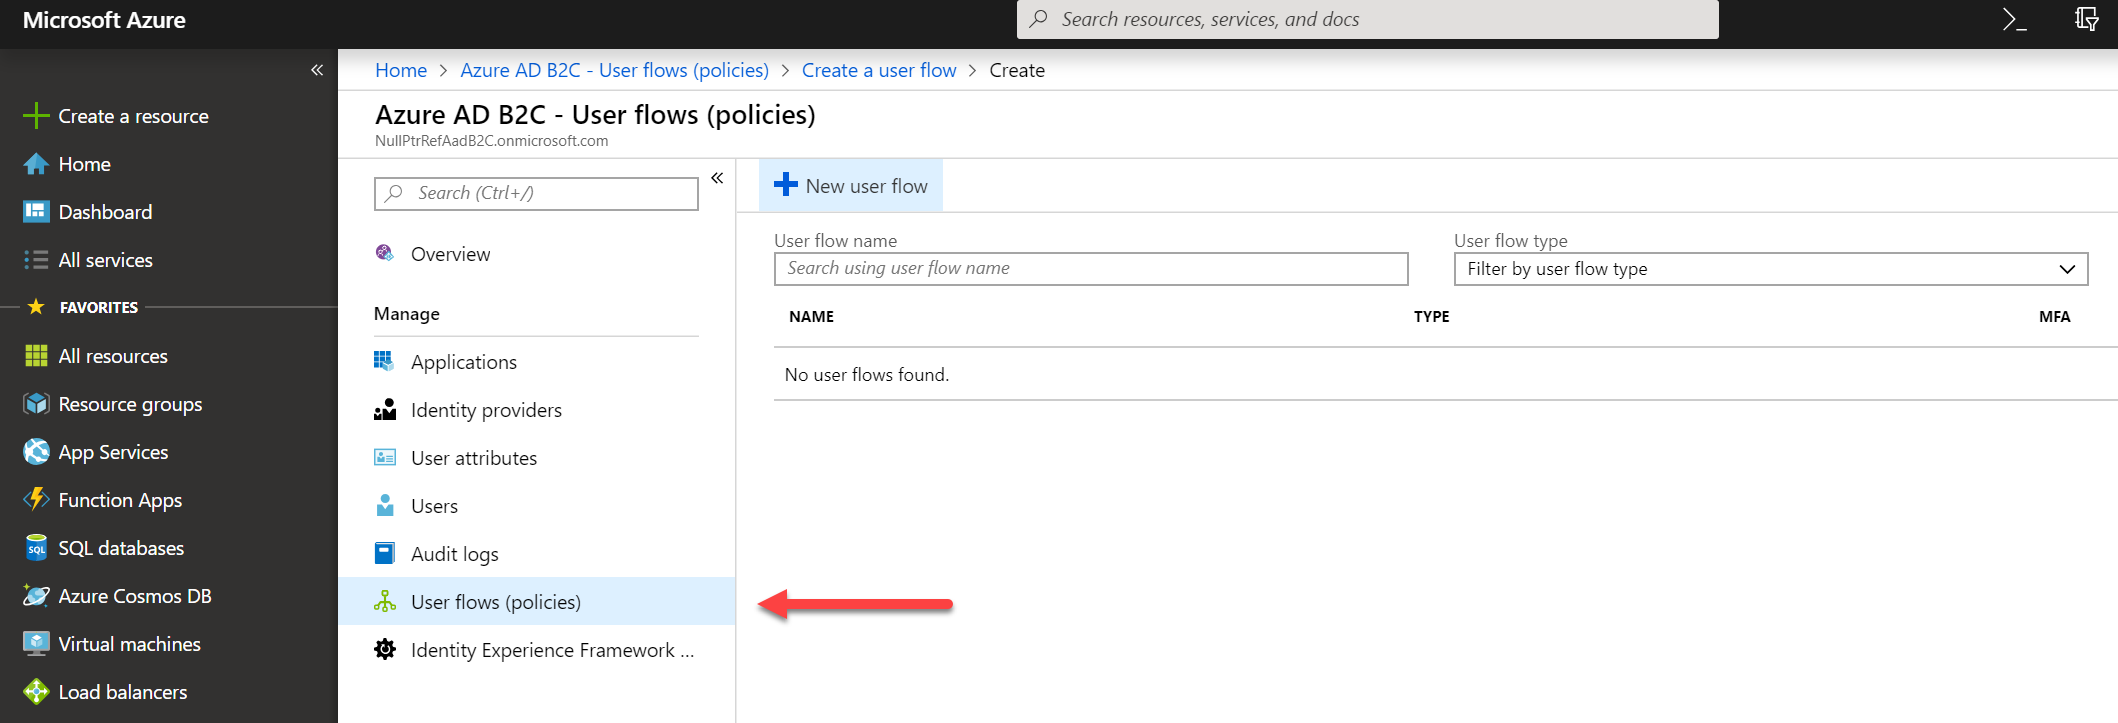 Microsoft Azure
Search resources, services, and docs
Create a resource
Home
Dashboard
All services
FAVORITES
All resources
Resource groups
App Services
Function Apps
SQL databases
Azure Cosmos DB
Virtual machines
Load balancers
Home > Azure AD B2C - User flows (policies) > Create a user flow > Create
Azure AD B2C - User flows (policies)
NullPtrRefAadB2C.onmicrosoft.com
Search (Ctrl+/)
Overview
Manage
Applications
Identity providers
User attributes
Users
Audit logs
User flows (policies)
Identity Experience Framework ...
New user flow
User flow name
Search using user flow name
User flow type
Filter by user flow type
NAME TYPE MFA
No user flows found.